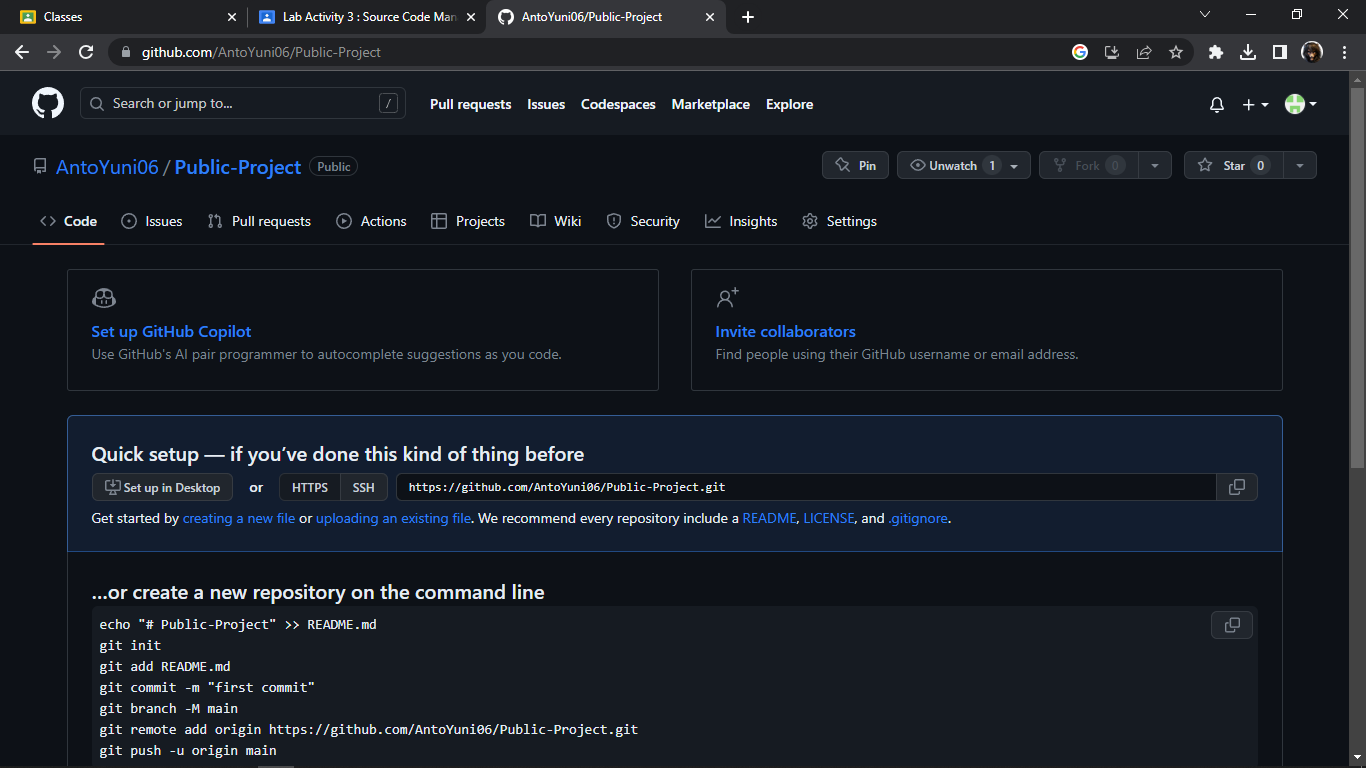 Classes
Lab Activity 3 : Source Code Man
AntoYuni06/Public-Project
github.com/AntoYuni06/Public-Project
Search or jump to... /
Pull requests Issues Codespaces Marketplace Explore
AntoYuni06 / Public-Project Public
Pin Unwatch 1 Fork 0 Star 0
Code Issues Pull requests Actions Projects Wiki Security Insights Settings
Set up GitHub Copilot
Use GitHub's AI pair programmer to autocomplete suggestions as you code.
Invite collaborators
Find people using their GitHub username or email address.
Quick setup — if you’ve done this kind of thing before
Set up in Desktop or HTTPS SSH https://github.com/AntoYuni06/Public-Project.git
Get started by creating a new file or uploading an existing file. We recommend every repository include a README, LICENSE, and .gitignore.
…or create a new repository on the command line
echo "# Public-Project" >> README.md
git init
git add README.md
git commit -m "first commit"
git branch -M main
git remote add origin https://github.com/AntoYuni06/Public-Project.git
git push -u origin main